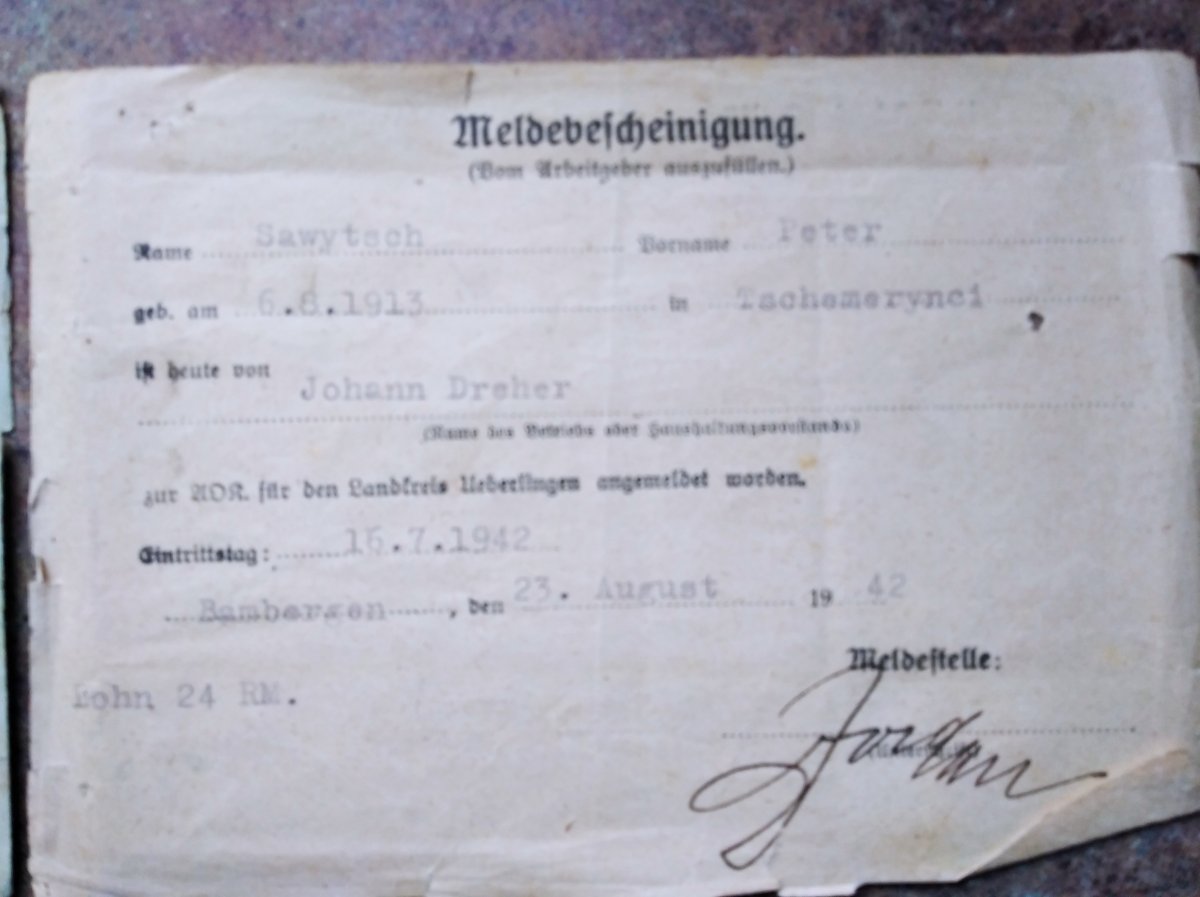 Meldebescheinigung.
(Vom Arbeitgeber auszufüllen.)
Name Sawytsch Vorname Peter
geb. am 6.8.1913 in Tschemerynci
ist heute von Johann Dreher
(Name des Betriebs oder Haushaltungsvorstands)
zur AOK. für den Landkreis Ueberlingen angemeldet worden.
Eintrittstag: 16.7.1942
Bambergen, den 23. August 1942
Meldestelle:
Lohn 24 RM.
Jordan